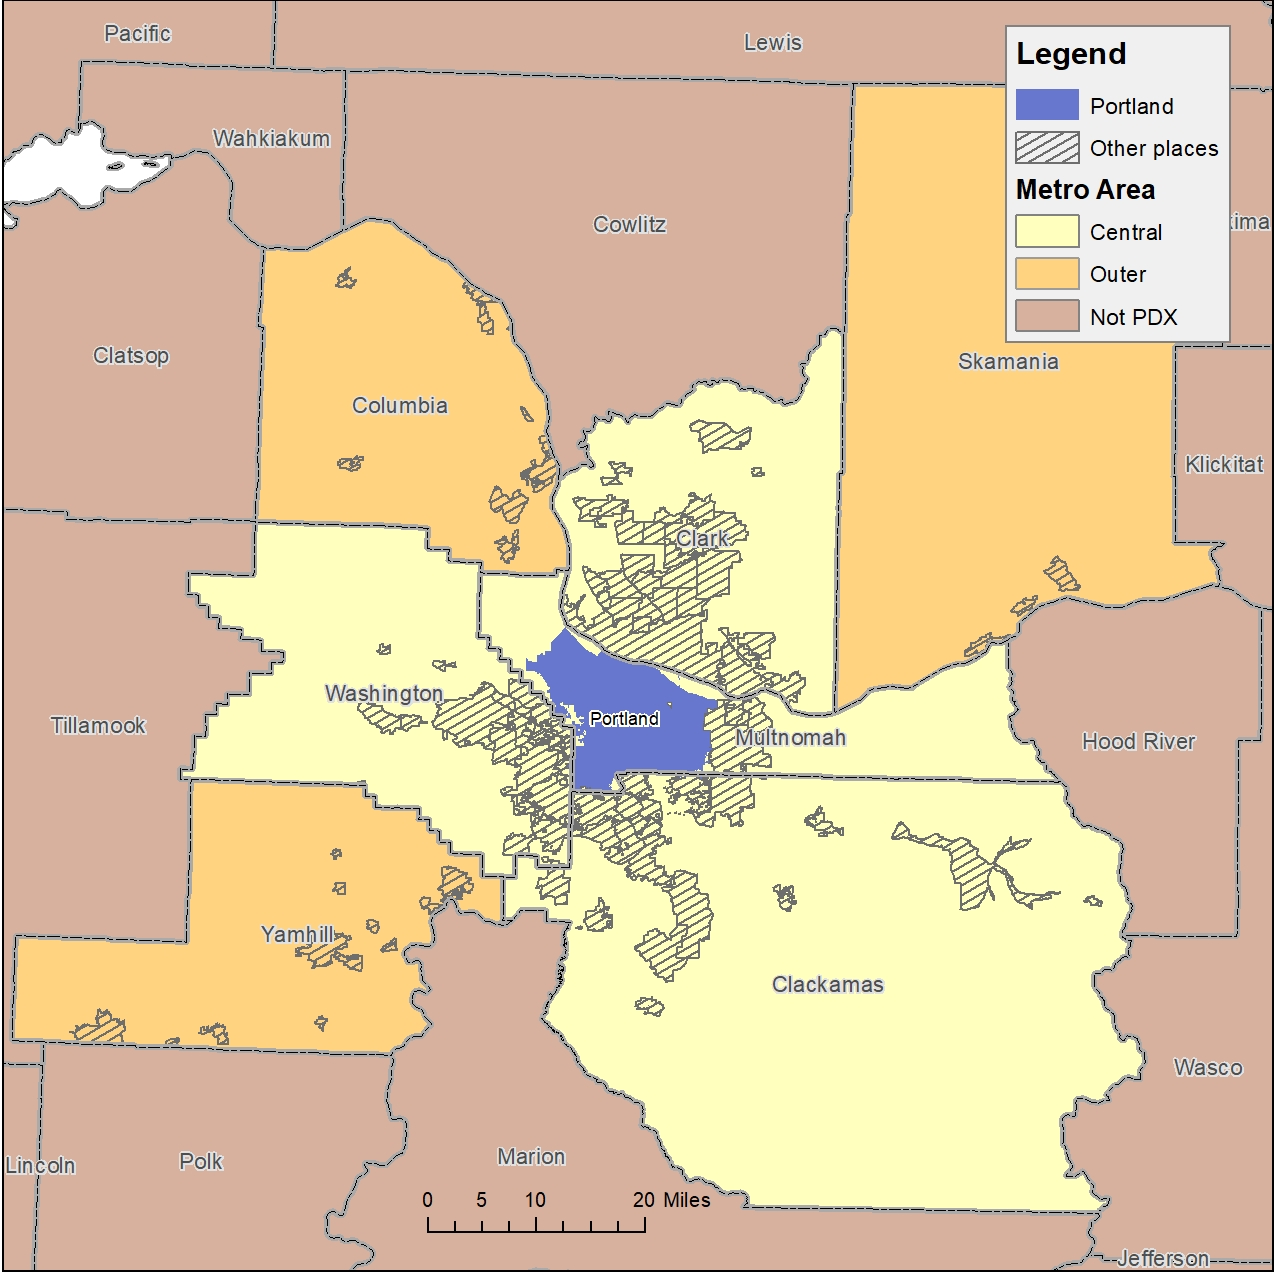 Pacific
Lewis
Legend
Portland
Other places
Metro Area
Central
Outer
Not PDX
Wahkiakum
Cowlitz
kima
Clatsop
Skamania
Columbia
Klickitat
Clark
Washington
Portland
Tillamook
Multnomah
Hood River
Yamhill
Clackamas
Wasco
Lincoln
Polk
Marion
0 5 10 20 Miles
Jefferson